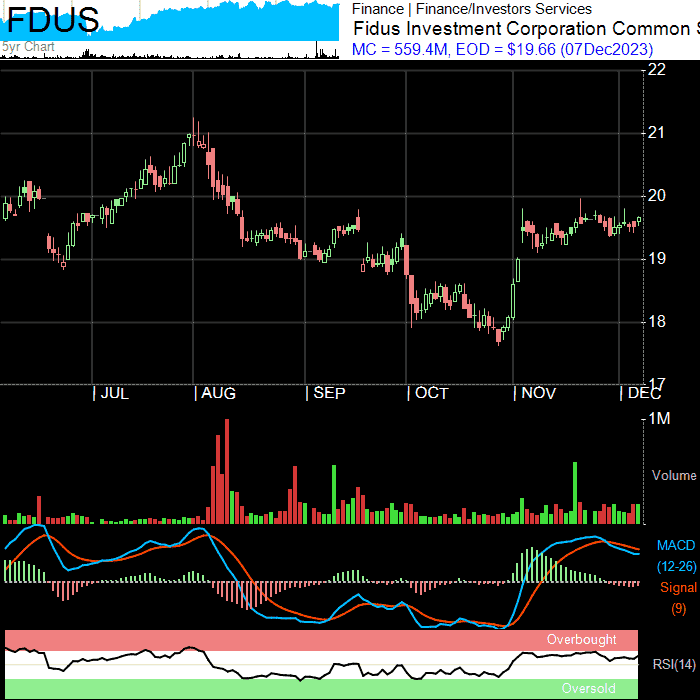 FDUS
5yr Chart
Finance | Finance/Investors Services
Fidus Investment Corporation Common S
MC = 559.4M, EOD = $19.66 (07Dec2023)
22
21
20
19
18
17
| JUL | AUG | SEP | OCT | NOV | DEC
1M
Volume
MACD
(12-26)
Signal
(9)
Overbought
RSI(14)
Oversold